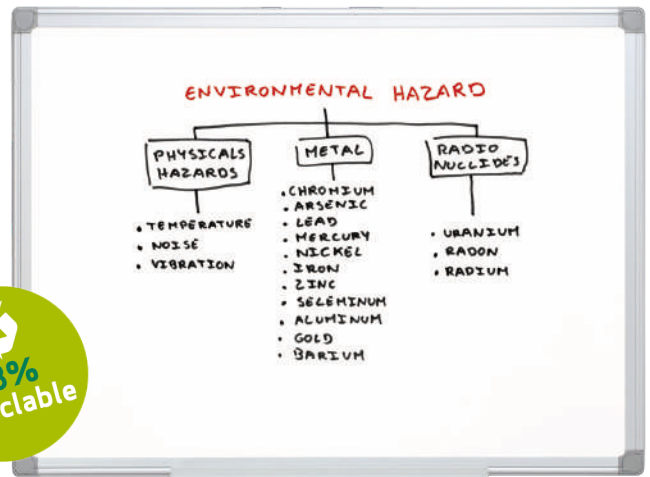 ENVIRONMENTAL HAZARD
PHYSICALS
HAZARDS
• TEMPERATURE
• NOISE
• VIBRATION
METAL
• CHROMIUM
• ARSENIC
• LEAD
• MERCURY
• NICKEL
• IRON
• ZINC
• SELEMINUM
• ALUMINUM
• GOLD
• BARIUM
RADIO
NUCLIDES
• URANIUM
• RADON
• RADIUM